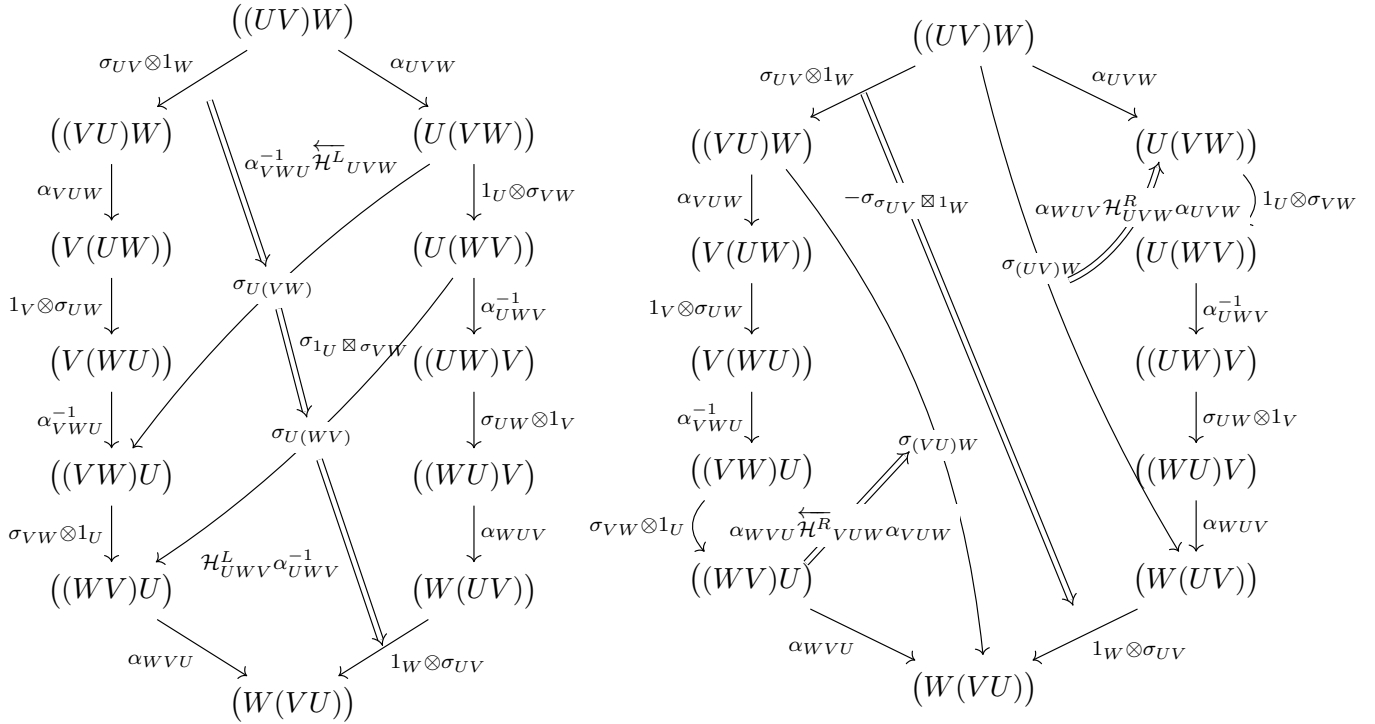 ((UV)W)
σ_{UV}⊗1_W
α_{UVW}
((VU)W)
(U(VW))
α^{-1}_{VWU} \overleftarrow{ℋ^L}_{UVW}
α_{VUW}
1_U⊗σ_{VW}
(V(UW))
(U(WV))
σ_{U(VW)}
1_V⊗σ_{UW}
α^{-1}_{UWV}
σ_{1_U ⊠ σ_{VW}}
(V(WU))
((UW)V)
α^{-1}_{VWU}
σ_{UW}⊗1_V
σ_{U(WV)}
((VW)U)
((WU)V)
σ_{VW}⊗1_U
α_{WUV}
ℋ^L_{UWV}α^{-1}_{UWV}
((WV)U)
(W(UV))
α_{WVU}
1_W⊗σ_{UV}
(W(VU))
((UV)W)
σ_{UV}⊗1_W
α_{UVW}
((VU)W)
(U(VW))
α_{VUW}
-σ_{σ_{UV} ⊠ 1_W}
α_{WUV}ℋ^R_{UVW}α_{UVW}
1_U⊗σ_{VW}
(V(UW))
σ_{(UV)W}
(U(WV))
1_V⊗σ_{UW}
α^{-1}_{UWV}
(V(WU))
((UW)V)
α^{-1}_{VWU}
σ_{UW}⊗1_V
σ_{(VU)W}
((VW)U)
((WU)V)
σ_{VW}⊗1_U
α_{WVU} \overleftarrow{ℋ^R}_{VUW}α_{VUW}
α_{WUV}
((WV)U)
(W(UV))
α_{WVU}
1_W⊗σ_{UV}
(W(VU))